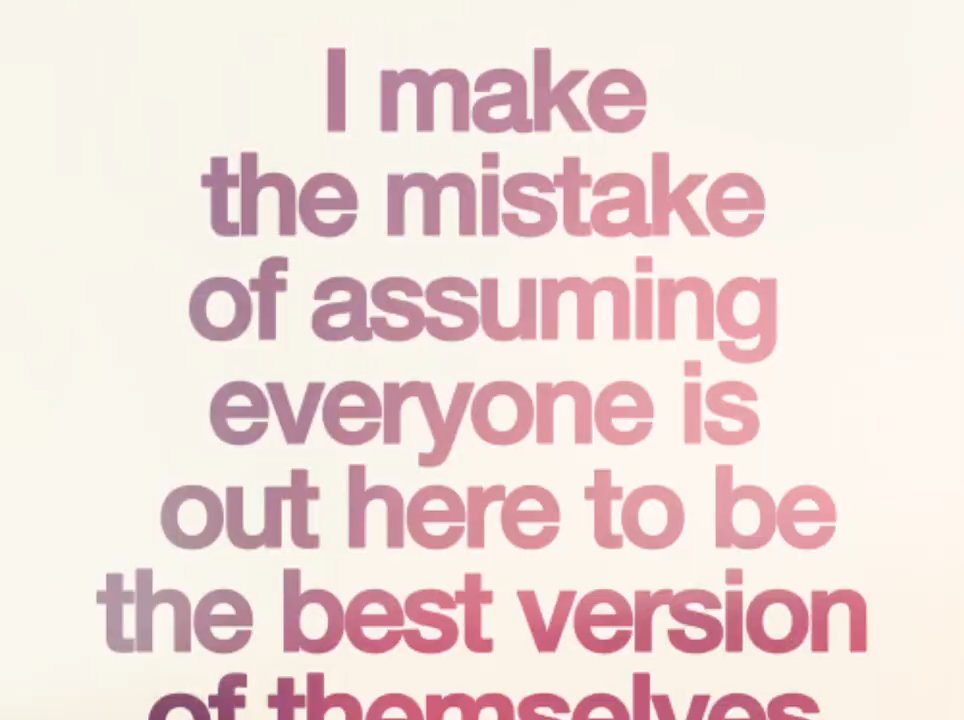 I make
the mistake
of assuming
everyone is
out here to be
the best version
of themselves